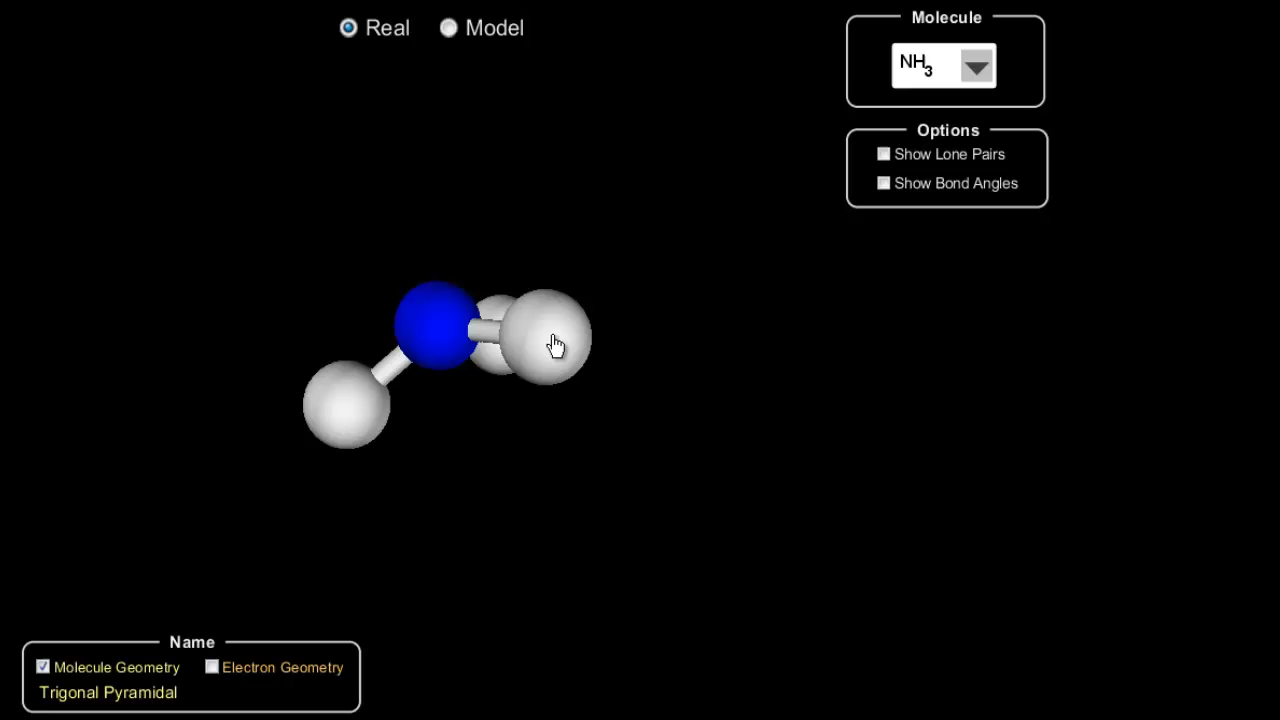 Real Model
Molecule
NH3
Options
Show Lone Pairs
Show Bond Angles
Name
Molecule Geometry Electron Geometry
Trigonal Pyramidal